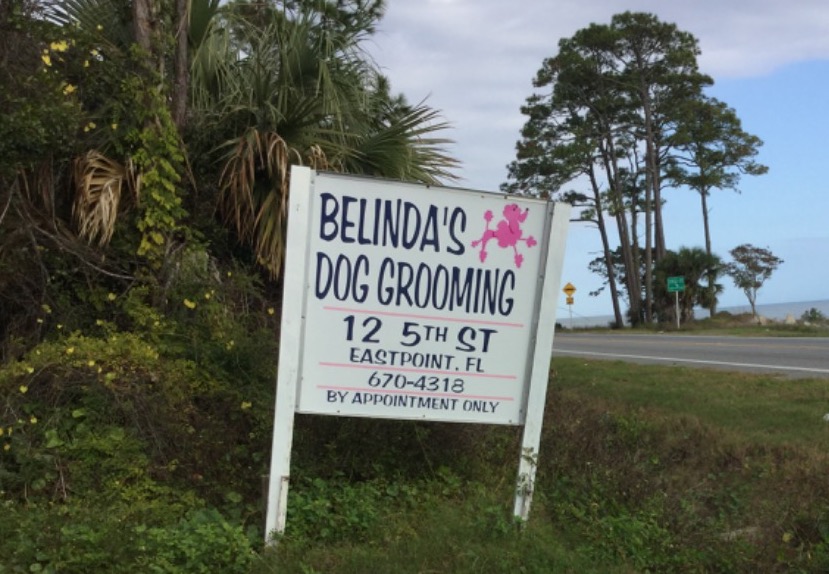 BELINDA'S
DOG GROOMING
12 5TH ST
EASTPOINT. FL
670-4318
BY APPOINTMENT ONLY